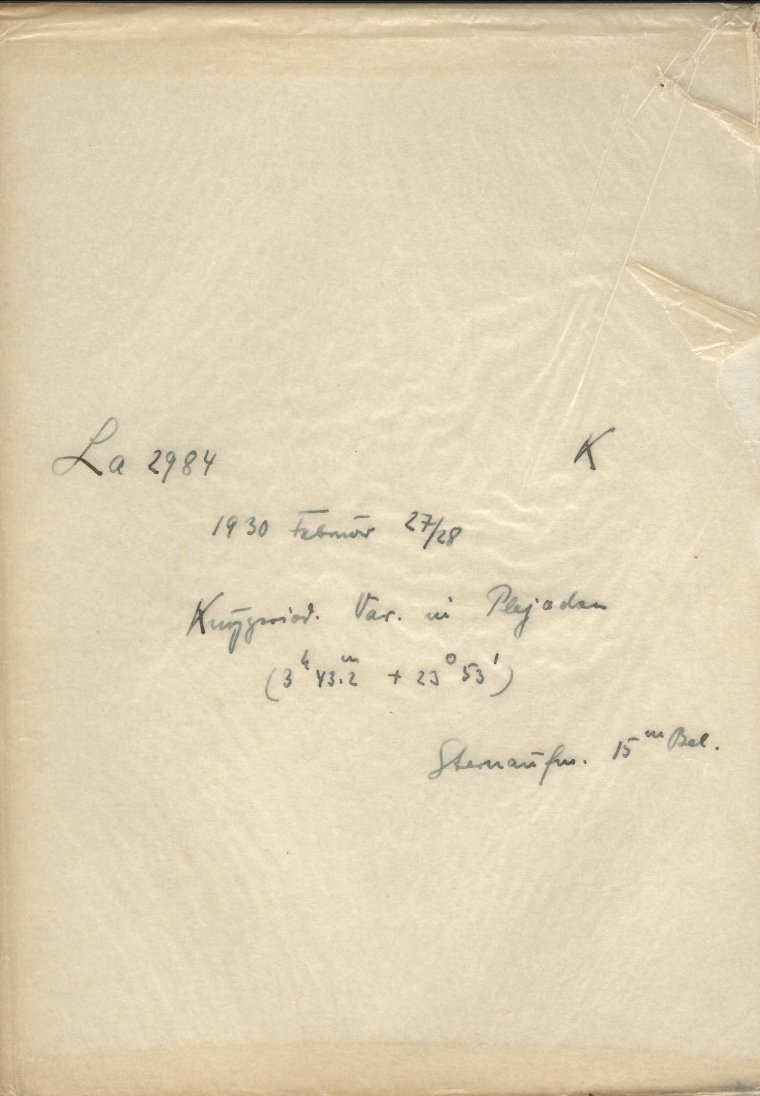 La 2984 K
1930 Februar 27/28
Kurzperiod. Var. in Plejaden
(3ʰ 43.2ᵐ + 23° 53')
Sternaufn. 15ᵐ Bel.